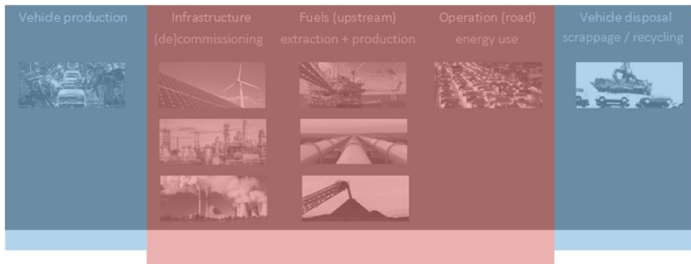 Vehicle production
Infrastructure
(de)commissioning
Fuels (upstream)
extraction + production
Operation (road)
energy use
Vehicle disposal
scrappage / recycling